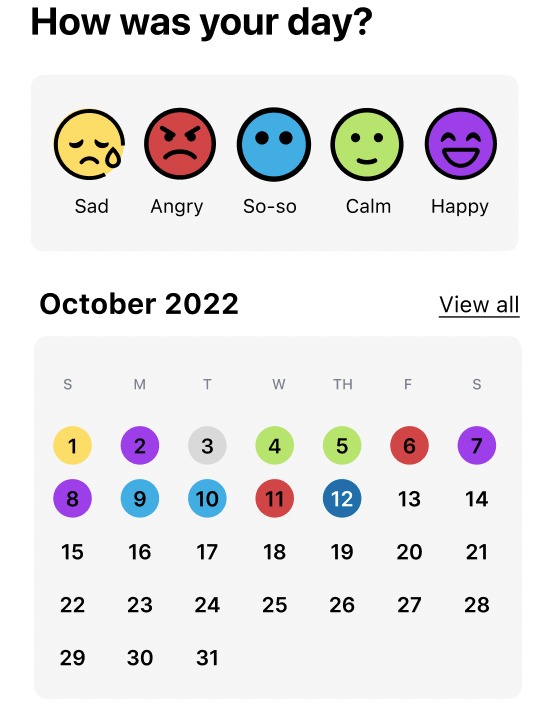 How was your day?
Sad Angry So-so Calm Happy
October 2022 View all
S M T W TH F S
1 2 3 4 5 6 7
8 9 10 11 12 13 14
15 16 17 18 19 20 21
22 23 24 25 26 27 28
29 30 31